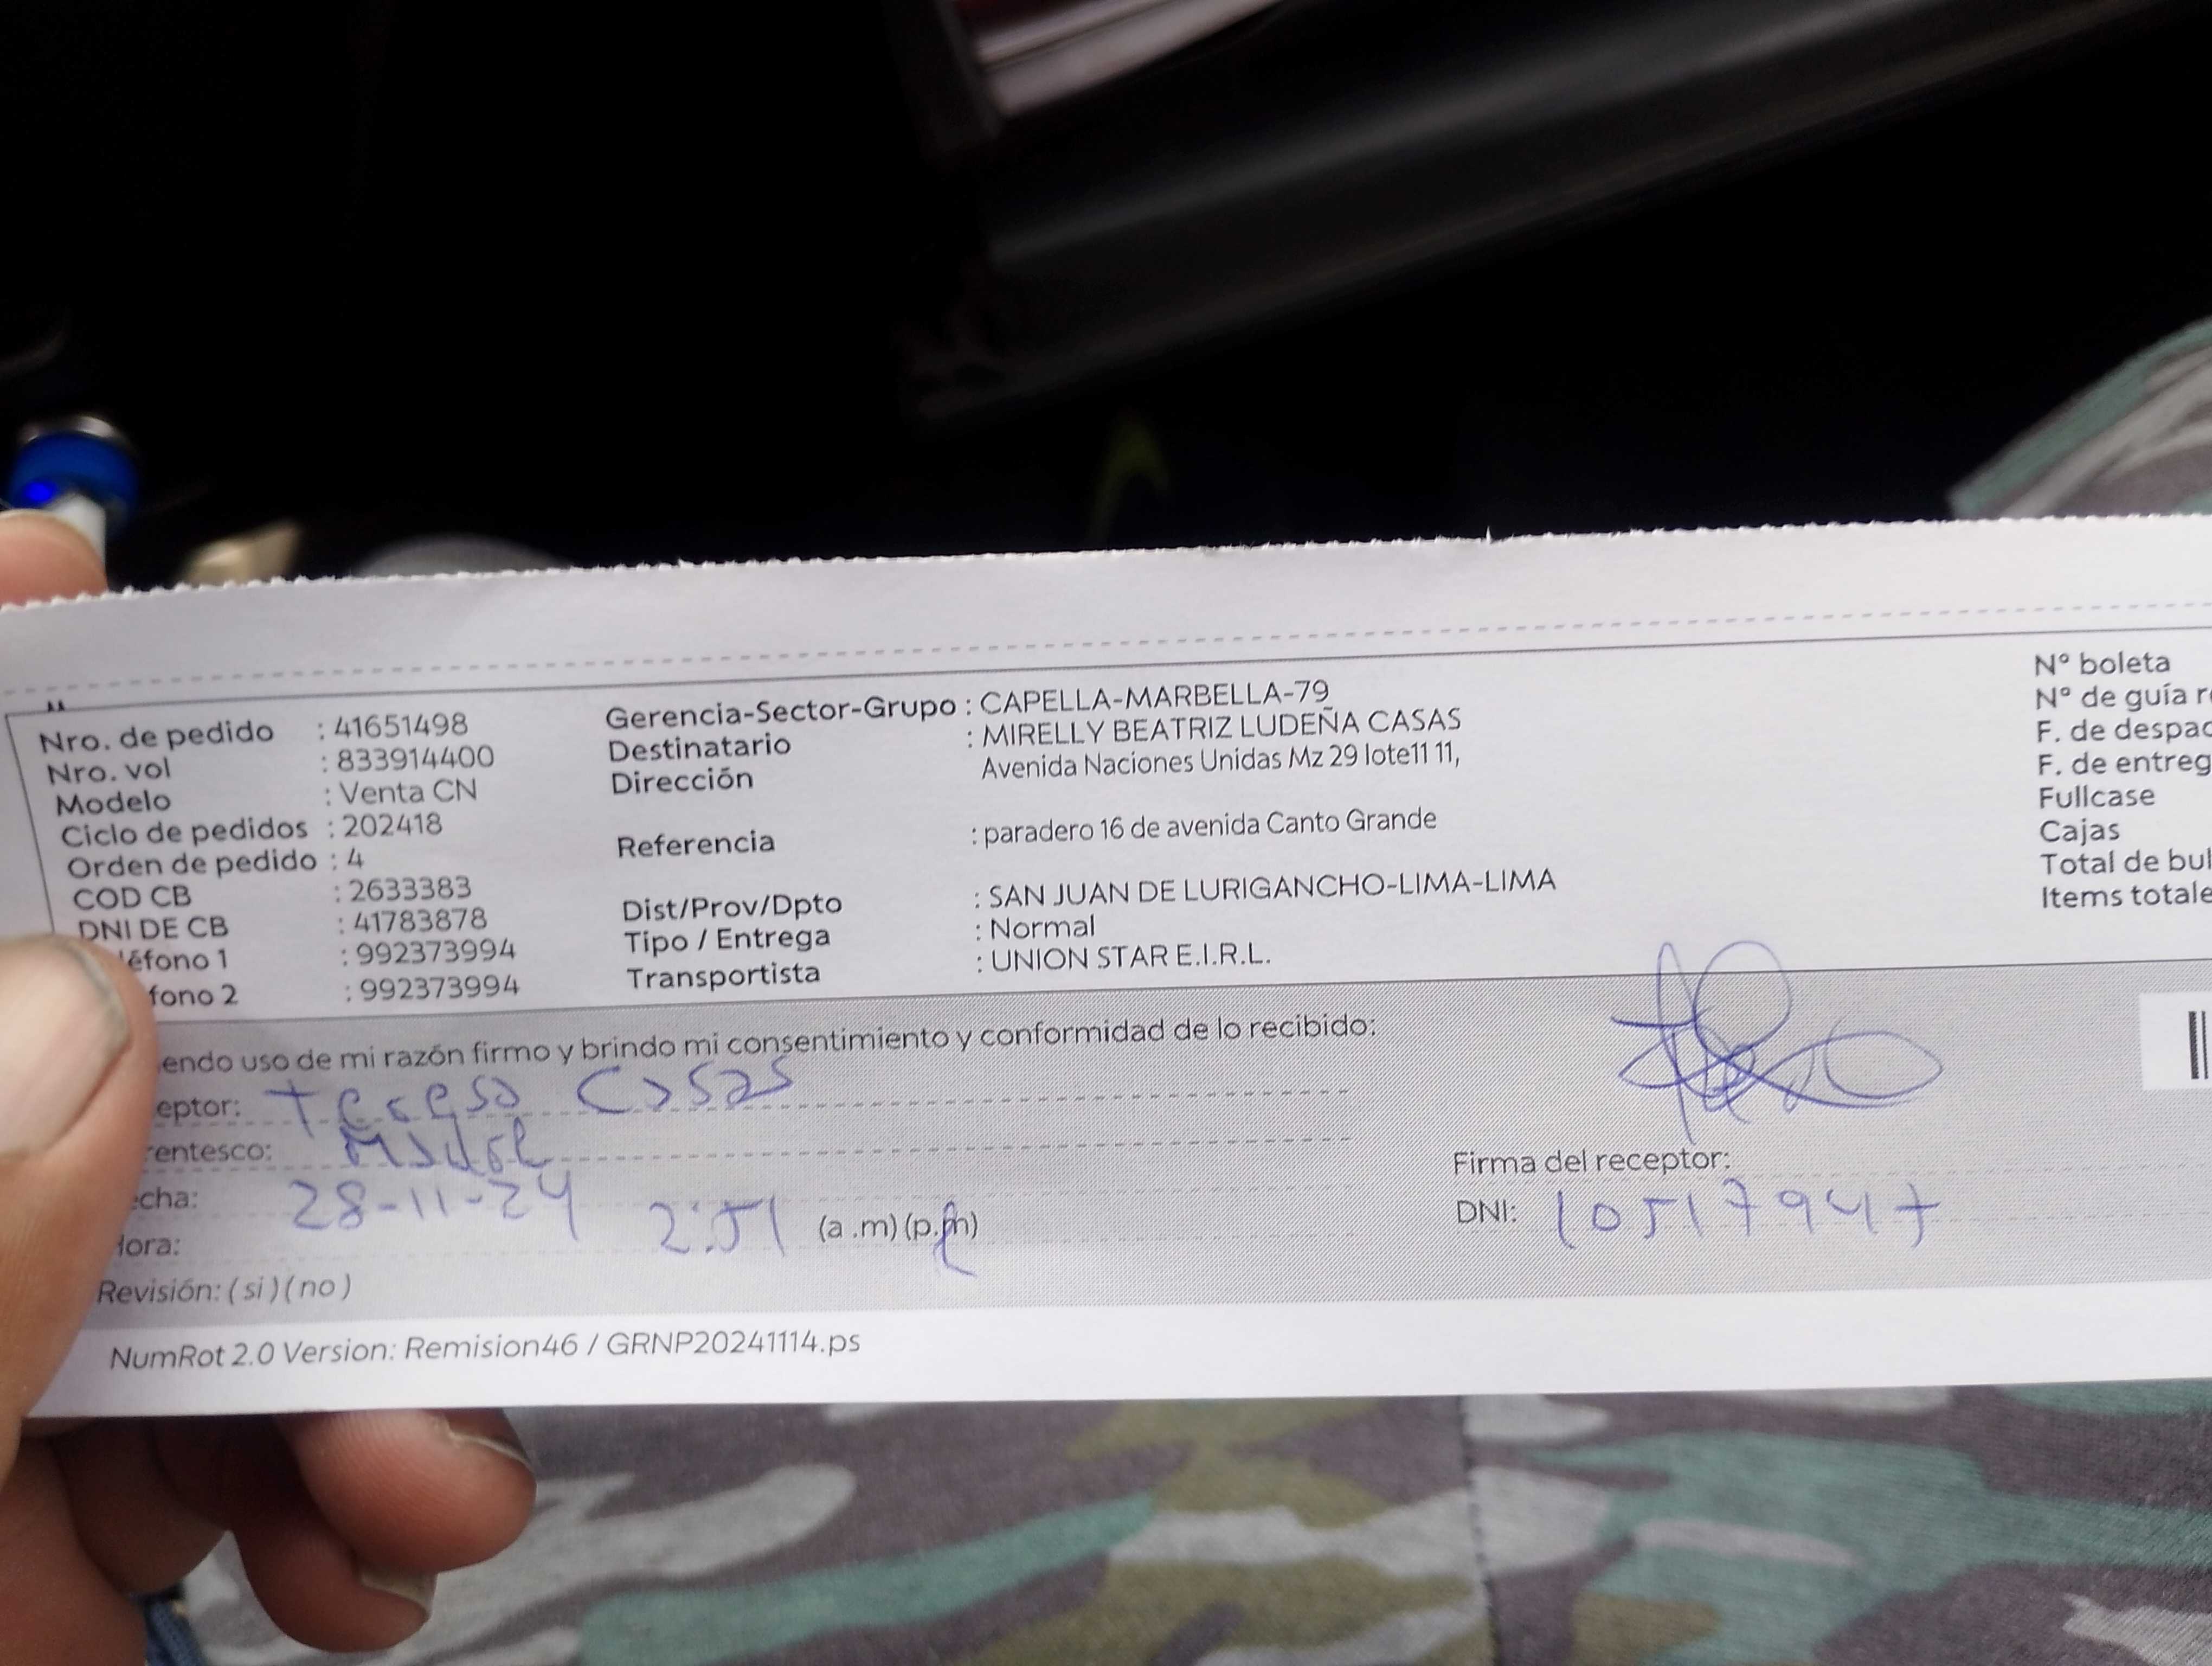 Nro. de pedido : 41651498
Nro. vol : 833914400
Modelo : Venta CN
Ciclo de pedidos : 202418
Orden de pedido : 4
COD CB : 2633383
DNI DE CB : 41783878
éfono 1 : 992373994
fono 2 : 992373994
Gerencia-Sector-Grupo : CAPELLA-MARBELLA-79
Destinatario : MIRELLY BEATRIZ LUDEÑA CASAS
Dirección Avenida Naciones Unidas Mz 29 lote11 11,
Referencia : paradero 16 de avenida Canto Grande
Dist/Prov/Dpto : SAN JUAN DE LURIGANCHO-LIMA-LIMA
Tipo / Entrega : Normal
Transportista : UNION STAR E.I.R.L.
N° boleta
N° de guía r
F. de despac
F. de entreg
Fullcase
Cajas
Total de bul
Items totale
endo uso de mi razón firmo y brindo mi consentimiento y conformidad de lo recibido:
eptor: Teresa Casas
rentesco: Madre
echa: 28-11-24
Hora: 2:51 (a .m) (p.m)
Revisión: ( si ) ( no )
Firma del receptor:
DNI: 10517947
NumRot 2.0 Version: Remision46 / GRNP20241114.ps